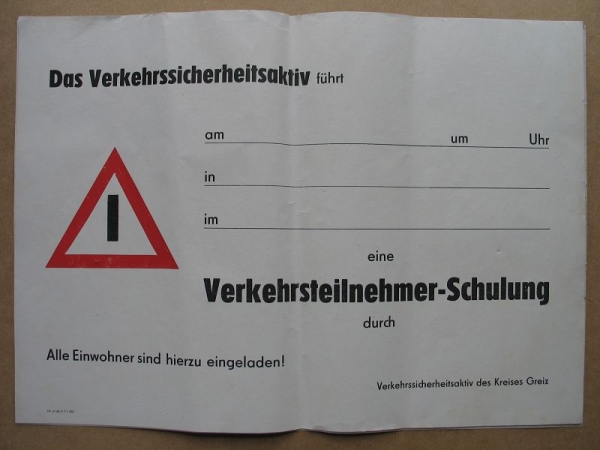 Das Verkehrssicherheitsaktiv führt
am um Uhr
in
im
eine
Verkehrsteilnehmer-Schulung
durch
Alle Einwohner sind hierzu eingeladen!
Verkehrssicherheitsaktiv des Kreises Greiz